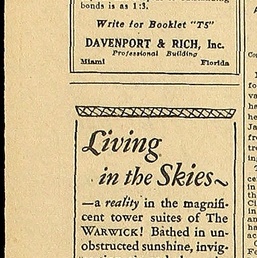 bonds is as 1:3.
Write for Booklet "T5"
DAVENPORT & RICH, Inc.
Professional Building
Miami Florida
Living
in the Skies~
—a reality in the magnifi-
cent tower suites of The
WARWICK! Bathed in un-
obstructed sunshine, invig-